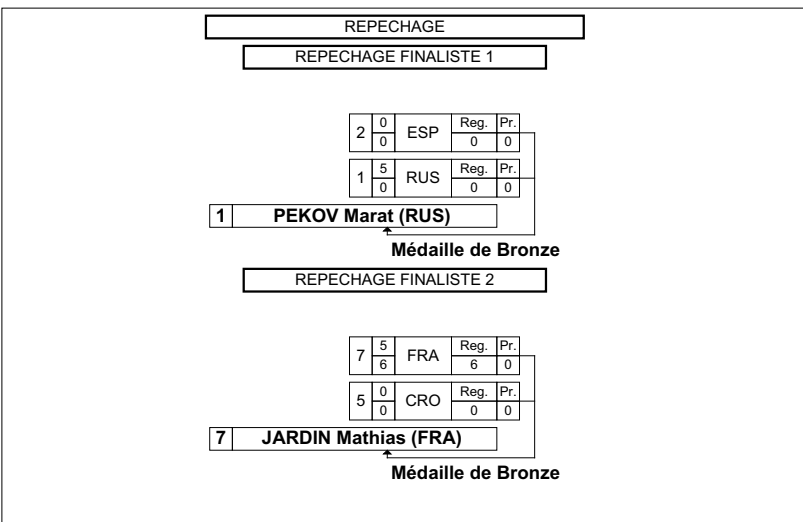 REPECHAGE
REPECHAGE FINALISTE 1
2 0 ESP Reg. Pr.
0 0 0
1 5 RUS Reg. Pr.
0 0 0
1 PEKOV Marat (RUS)
Médaille de Bronze
REPECHAGE FINALISTE 2
7 5 FRA Reg. Pr.
6 6 0
5 0 CRO Reg. Pr.
0 0 0
7 JARDIN Mathias (FRA)
Médaille de Bronze